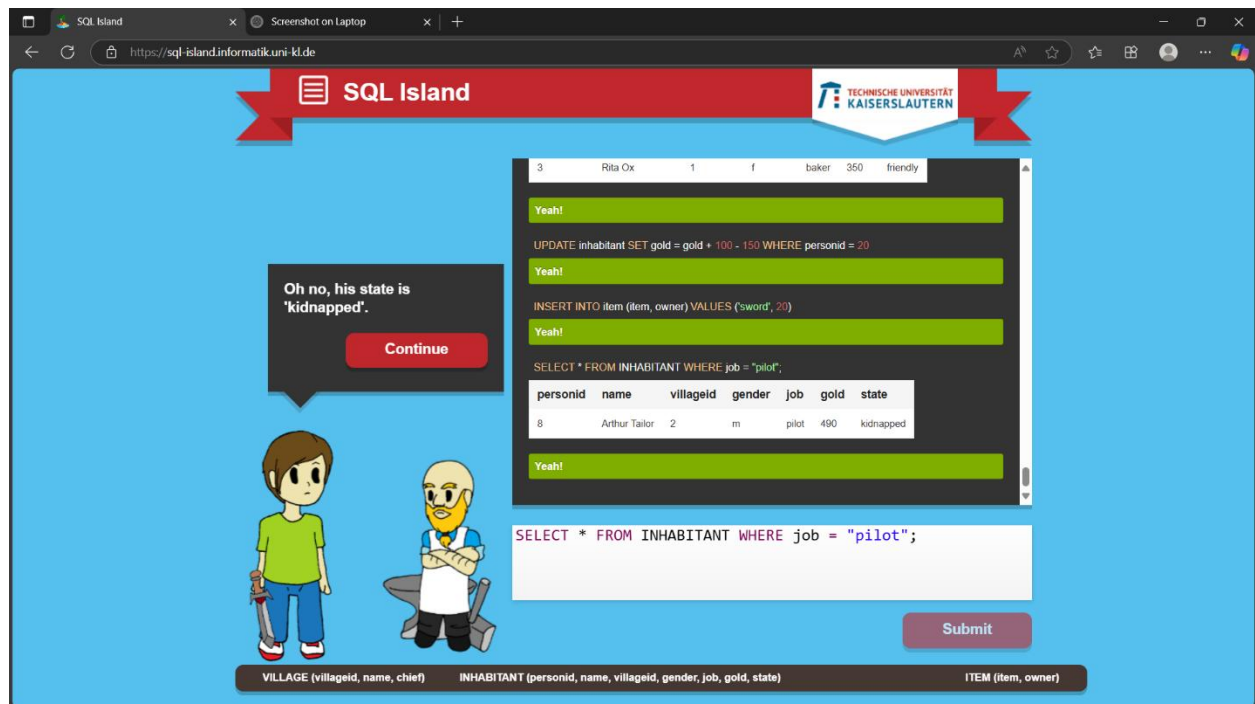 SQL Island
Screenshot on Laptop
https://sql-island.informatik.uni-kl.de
SQL Island
TECHNISCHE UNIVERSITÄT
KAISERSLAUTERN
3 Rita Ox 1 f baker 350 friendly
Yeah!
UPDATE inhabitant SET gold = gold + 100 - 150 WHERE personid = 20
Yeah!
INSERT INTO item (item, owner) VALUES ('sword', 20)
Yeah!
SELECT * FROM INHABITANT WHERE job = "pilot";
personid name villageid gender job gold state
8 Arthur Tailor 2 m pilot 490 kidnapped
Yeah!
Oh no, his state is
'kidnapped'.
Continue
SELECT * FROM INHABITANT WHERE job = "pilot";
Submit
VILLAGE (villageid, name, chief) INHABITANT (personid, name, villageid, gender, job, gold, state) ITEM (item, owner)